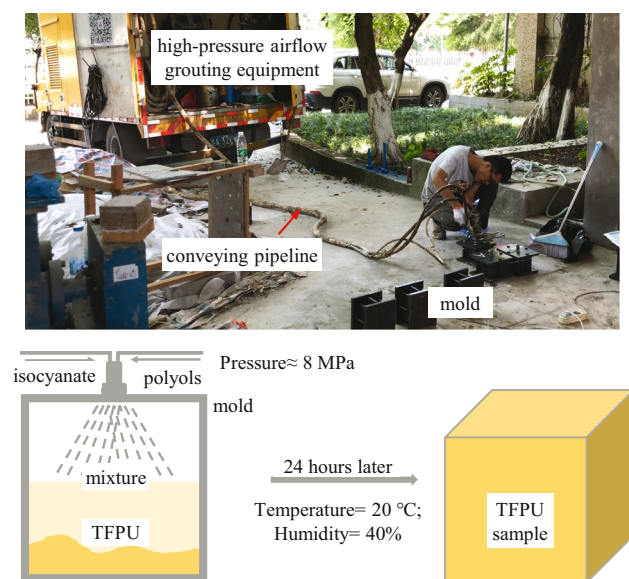 high-pressure airflow
grouting equipment
conveying pipeline
mold
isocyanate
polyols
Pressure≈ 8 MPa
mold
mixture
TFPU
24 hours later
Temperature= 20 ℃;
Humidity= 40%
TFPU
sample